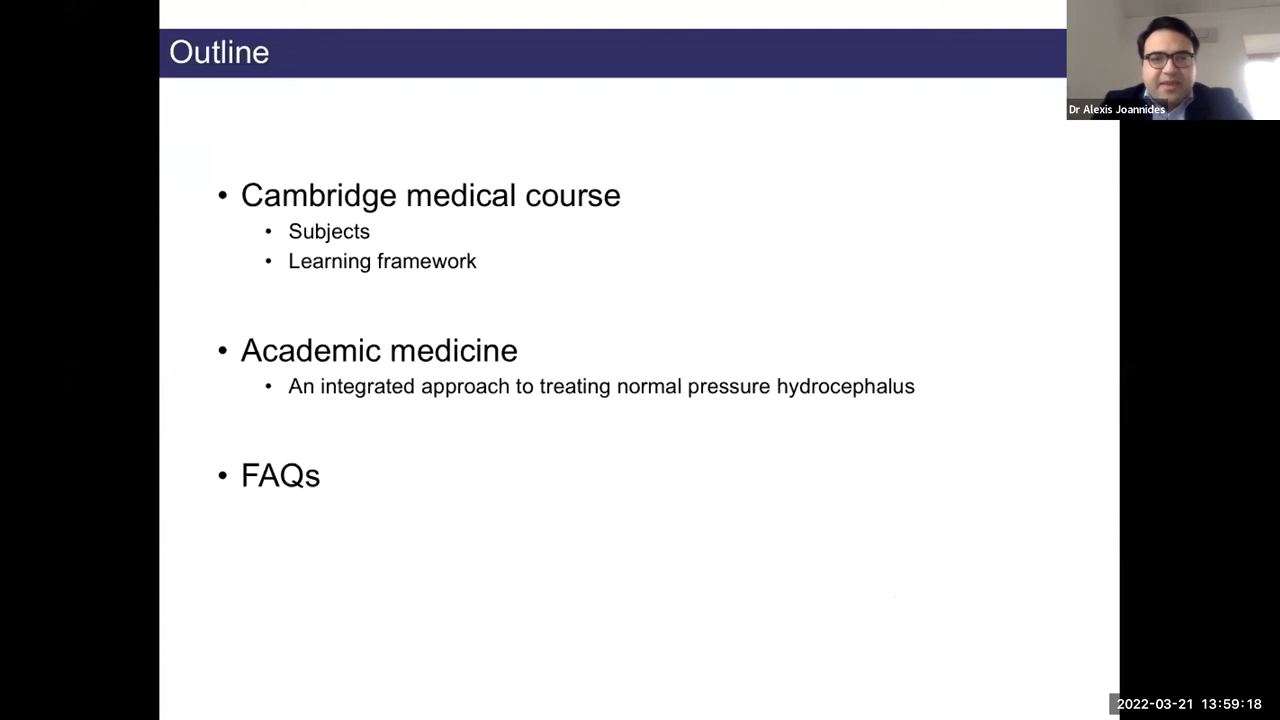 Outline
Dr Alexis Joannides
• Cambridge medical course
• Subjects
• Learning framework
• Academic medicine
• An integrated approach to treating normal pressure hydrocephalus
• FAQs
2022-03-21 13:59:18